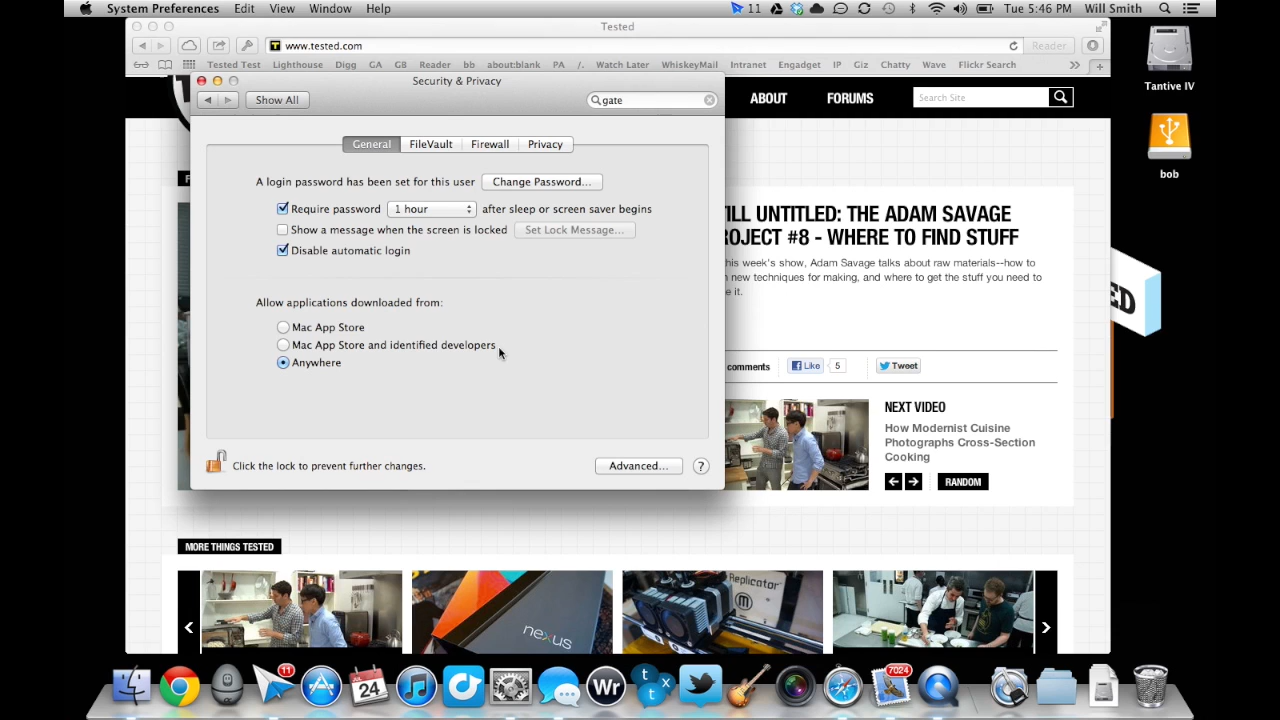 System Preferences Edit View Window Help
11 Tue 5:46 PM Will Smith
Tested
www.tested.com
Reader
Tested Test Lighthouse Digg GA GB Reader bb about:blank PA /. Watch Later WhiskeyMail Intranet Engadget IP Giz Chatty Wave Flickr Search
Security & Privacy
Show All
gate
ABOUT FORUMS
Search Site
Tantive IV
bob
General FileVault Firewall Privacy
A login password has been set for this user Change Password...
Require password 1 hour after sleep or screen saver begins
Show a message when the screen is locked Set Lock Message...
Disable automatic login
Allow applications downloaded from:
Mac App Store
Mac App Store and identified developers
Anywhere
Click the lock to prevent further changes. Advanced... ?
ILL UNTITLED: THE ADAM SAVAGE
OJECT #8 - WHERE TO FIND STUFF
his week's show, Adam Savage talks about raw materials--how to
new techniques for making, and where to get the stuff you need to
e it.
ED
comments Like 5 Tweet
NEXT VIDEO
How Modernist Cuisine
Photographs Cross-Section
Cooking
RANDOM
MORE THINGS TESTED
nexus
Replicator
M
11
JUL
24
Wr
t
t
x
7024